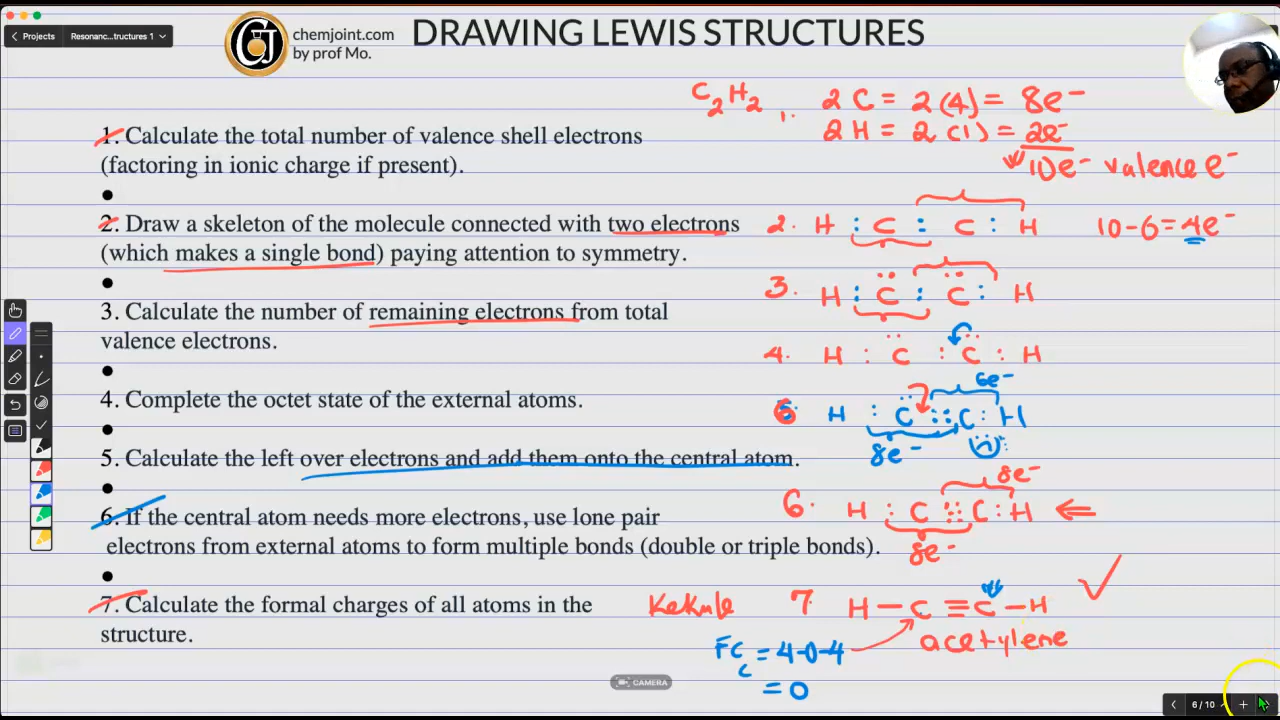 Projects
Resonanc...tructures 1
chemjoint.com
by prof Mo.
DRAWING LEWIS STRUCTURES
C2H2
1. 2 C = 2 (4) = 8e-
2 H = 2 (1) = 2e-
10e- valence e-
1. Calculate the total number of valence shell electrons
(factoring in ionic charge if present).
2. Draw a skeleton of the molecule connected with two electrons
(which makes a single bond) paying attention to symmetry.
2. H : C : C : H 10-6=4e-
3. Calculate the number of remaining electrons from total
valence electrons.
3. H : C : C : H
4. H : C : C : H
4. Complete the octet state of the external atoms.
6e-
H : C :: C : H
8e-
5. Calculate the left over electrons and add them onto the central atom.
8e-
6. H : C ::: C : H
8e-
6. If the central atom needs more electrons, use lone pair
electrons from external atoms to form multiple bonds (double or triple bonds).
7. Calculate the formal charges of all atoms in the
structure.
Kekule 7. H — C ≡ C — H
acetylene
FCC = 4-0-4
= 0
CAMERA
6 / 10